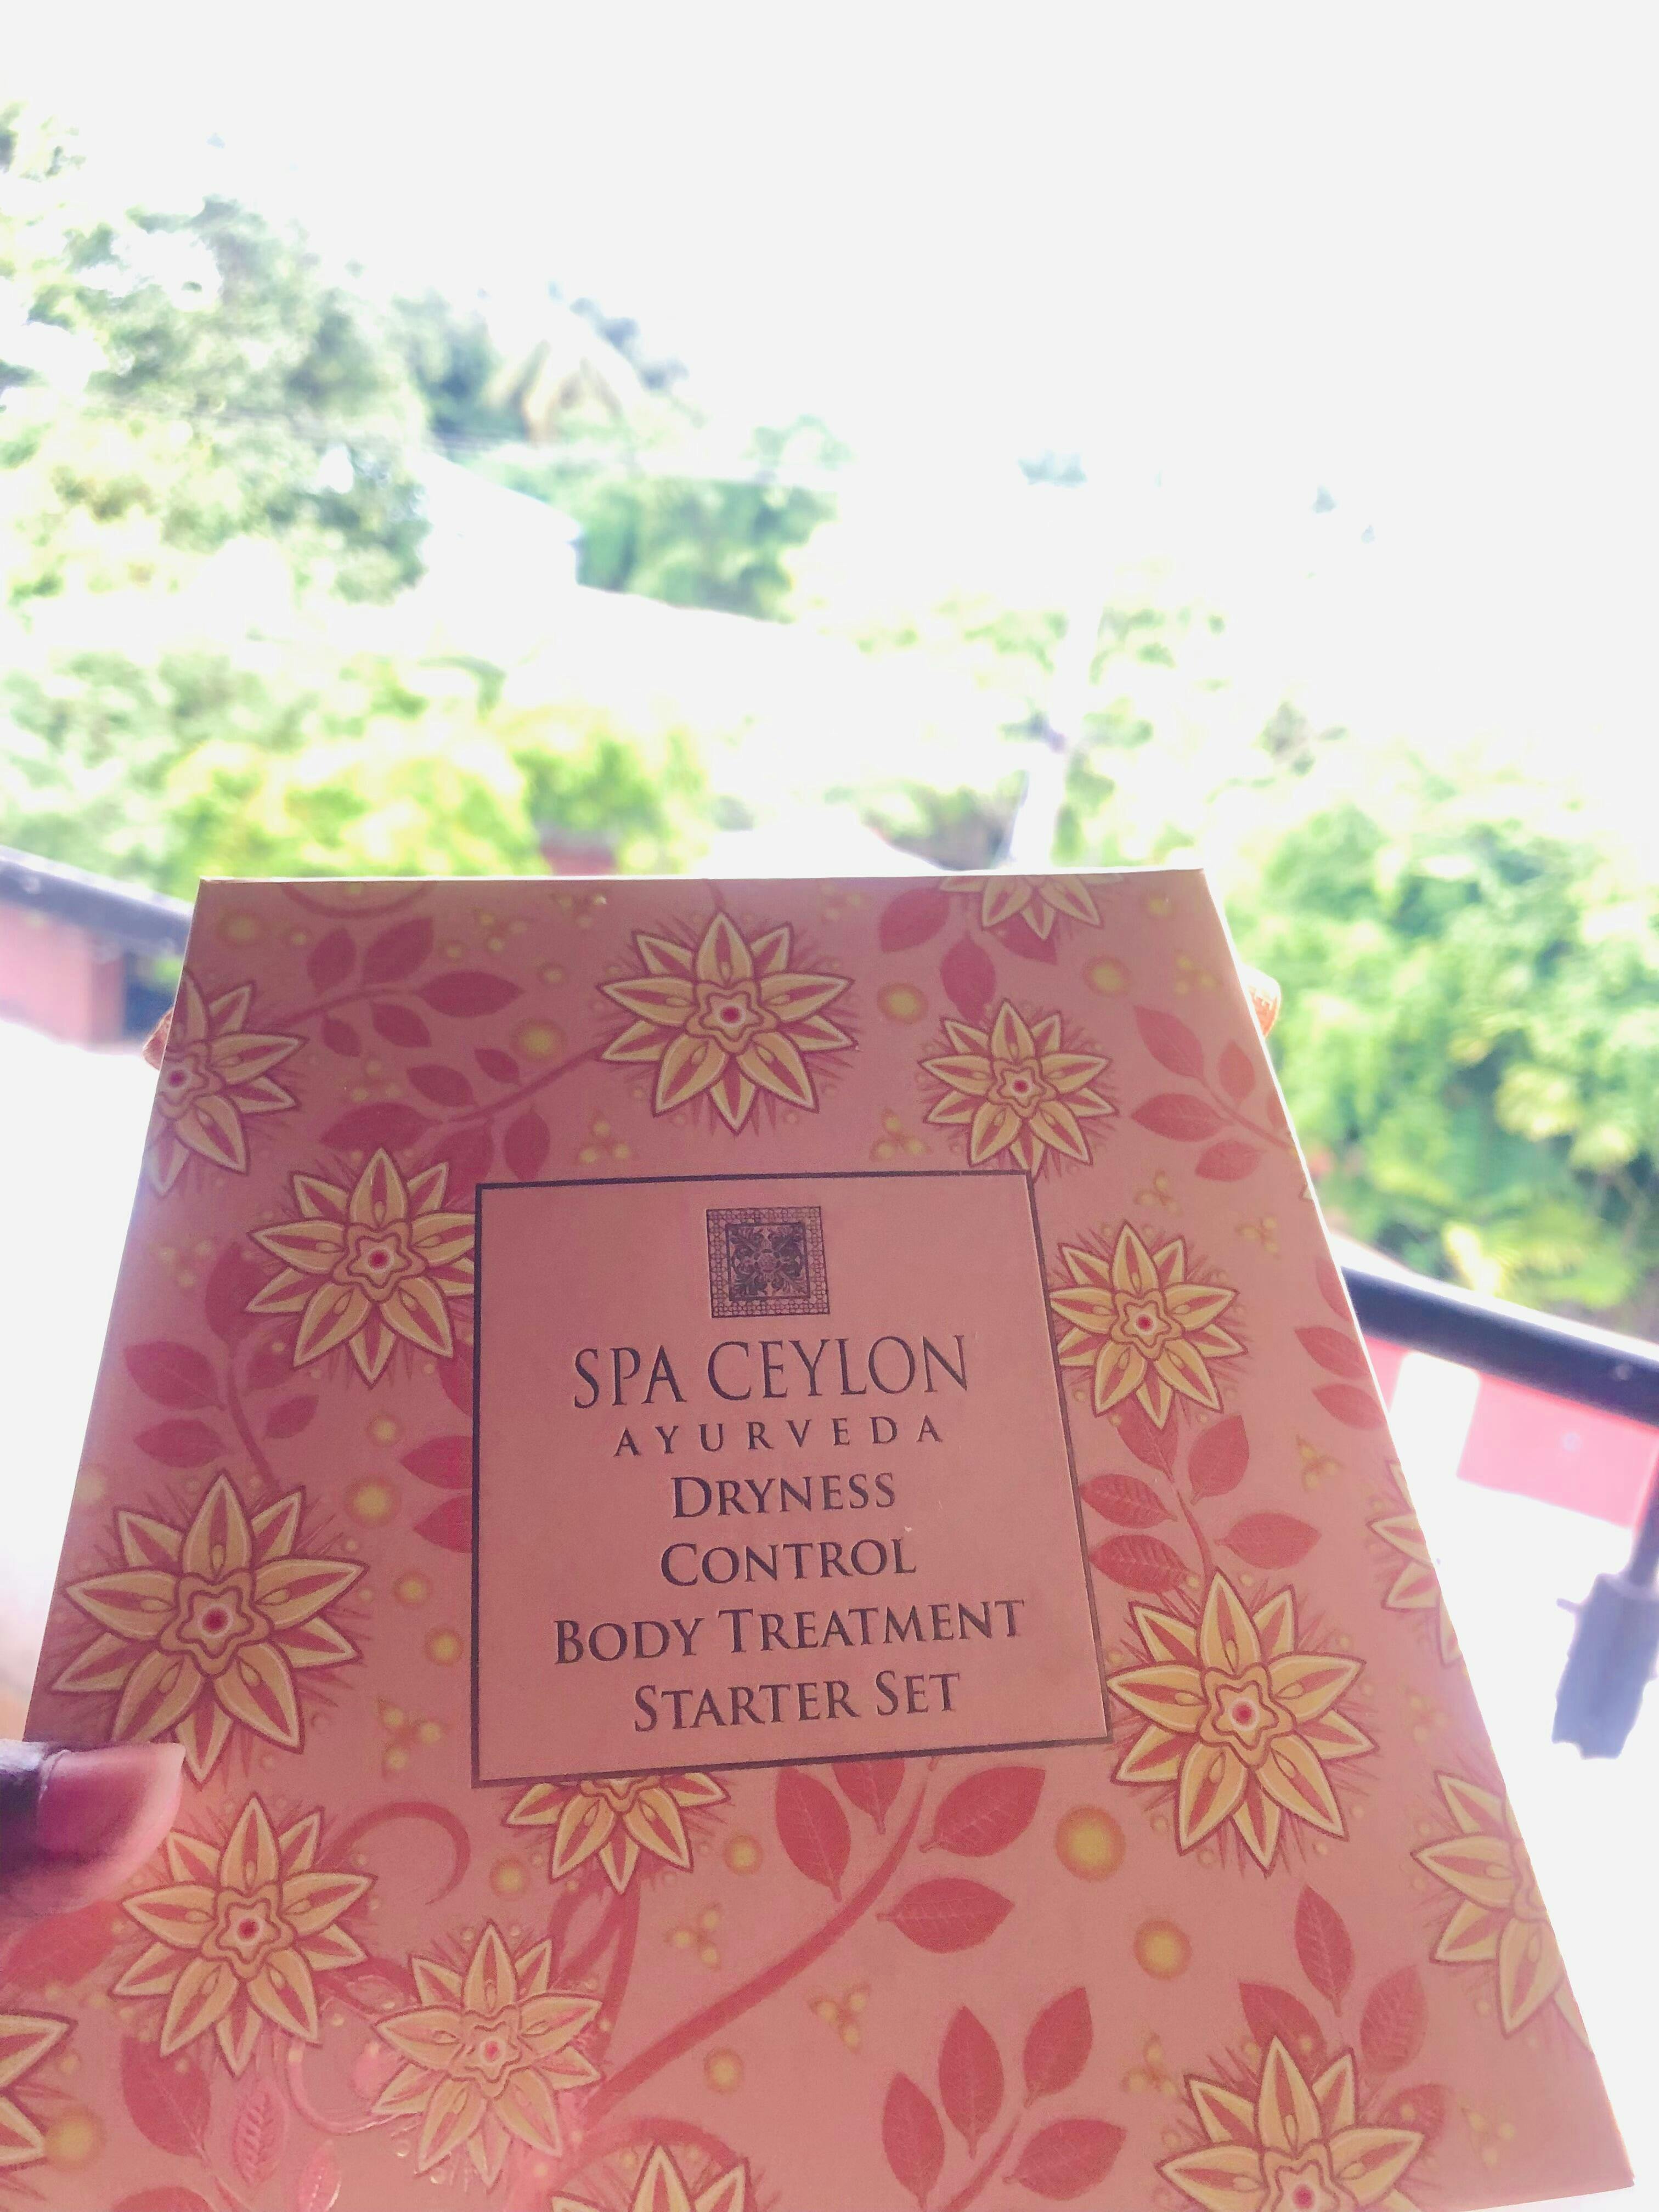 SPA CEYLON
AYURVEDA
DRYNESS
CONTROL
BODY TREATMENT
STARTER SET